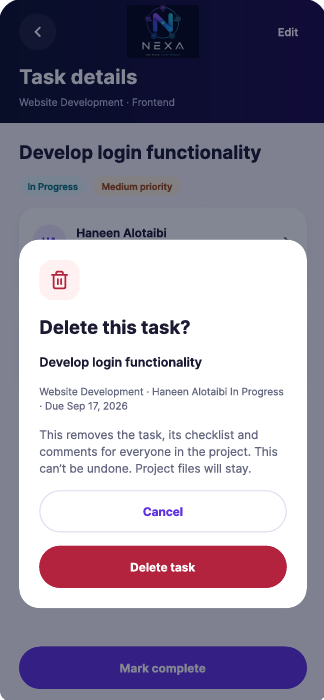 NEXA
Edit
Task details
Website Development · Frontend
Develop login functionality
In Progress
Medium priority
Haneen Alotaibi
Delete this task?
Develop login functionality
Website Development · Haneen Alotaibi In Progress
· Due Sep 17, 2026
This removes the task, its checklist and
comments for everyone in the project. This
can't be undone. Project files will stay.
Cancel
Delete task
Mark complete